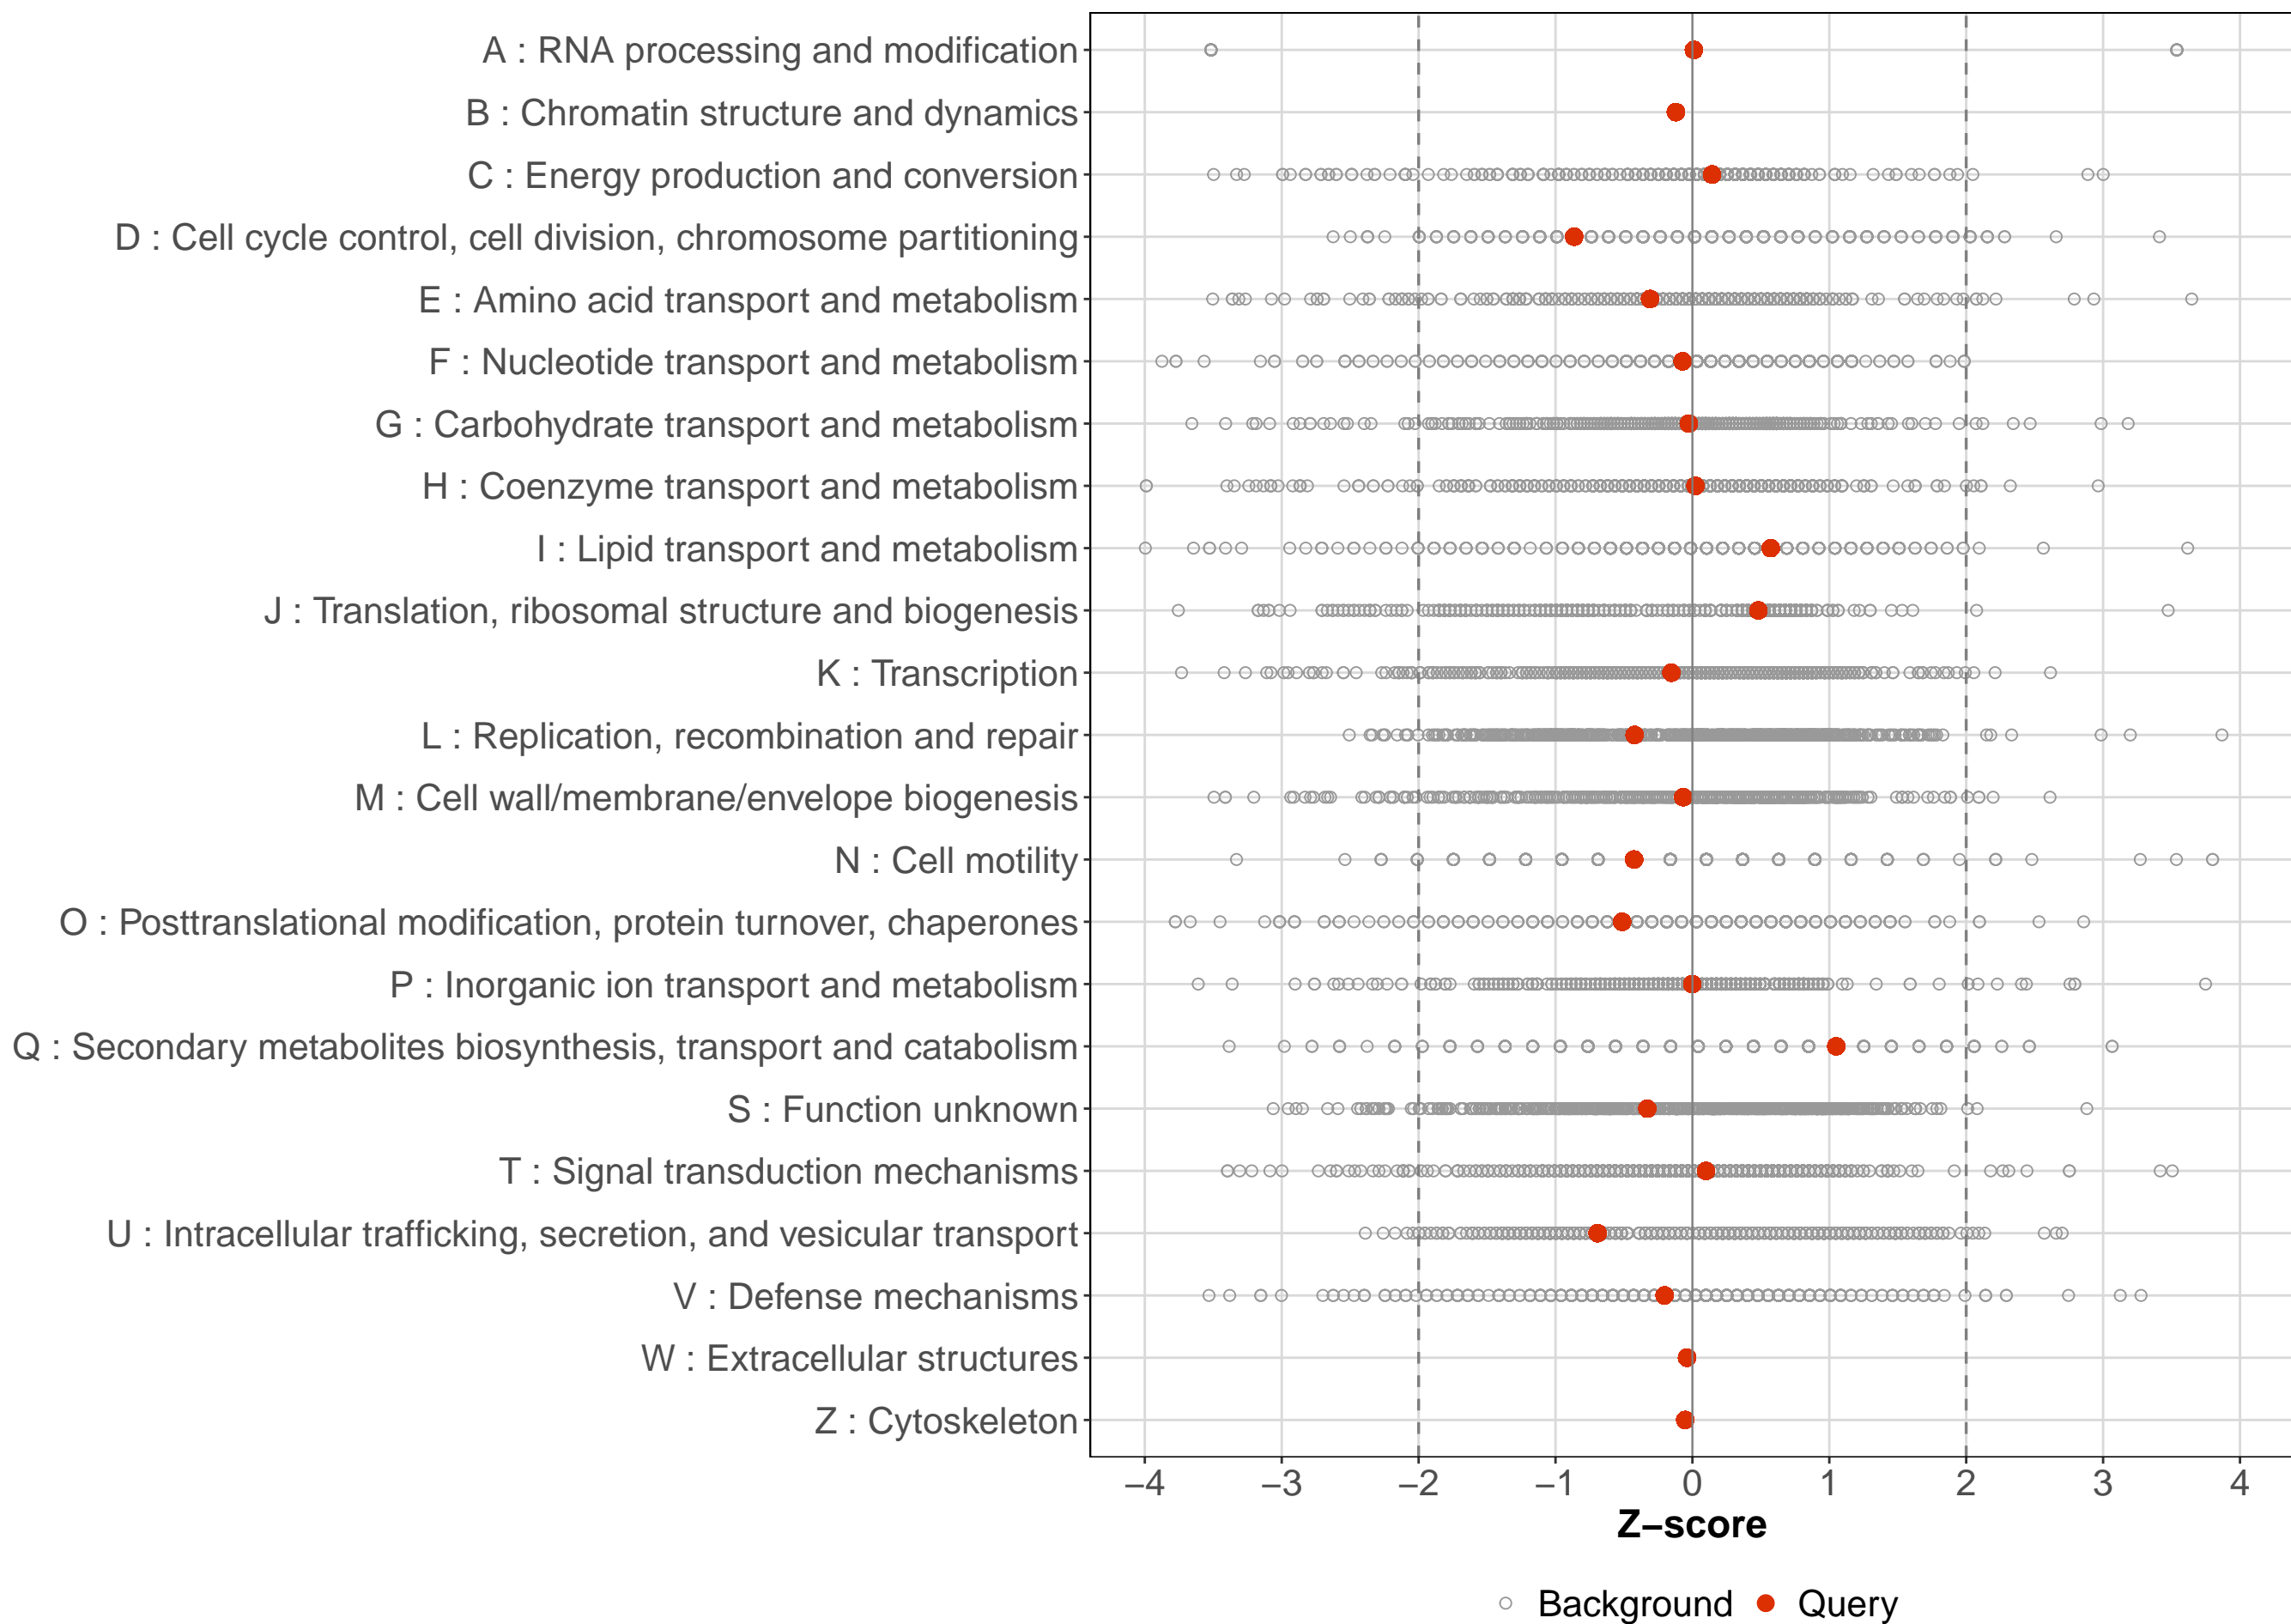 A : RNA processing and modification
B : Chromatin structure and dynamics
C : Energy production and conversion
D : Cell cycle control, cell division, chromosome partitioning
E : Amino acid transport and metabolism
F : Nucleotide transport and metabolism
G : Carbohydrate transport and metabolism
H : Coenzyme transport and metabolism
I : Lipid transport and metabolism
J : Translation, ribosomal structure and biogenesis
K : Transcription
L : Replication, recombination and repair
M : Cell wall/membrane/envelope biogenesis
N : Cell motility
O : Posttranslational modification, protein turnover, chaperones
P : Inorganic ion transport and metabolism
Q : Secondary metabolites biosynthesis, transport and catabolism
S : Function unknown
T : Signal transduction mechanisms
U : Intracellular trafficking, secretion, and vesicular transport
V : Defense mechanisms
W : Extracellular structures
Z : Cytoskeleton
−4 −3 −2 −1 0 1 2 3 4
Z−score
Background Query